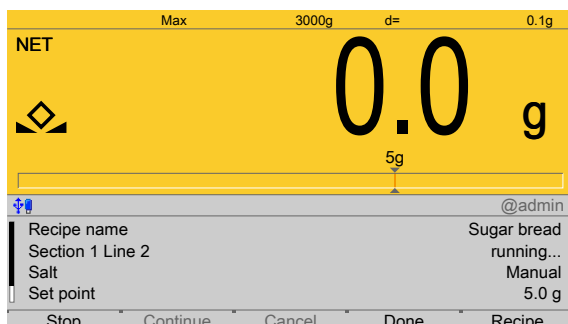 Max 3000g d= 0.1g
NET
0.0 g
5g
@admin
Recipe name Sugar bread
Section 1 Line 2 running...
Salt Manual
Set point 5.0 g
Stop Continue Cancel Done Recipe